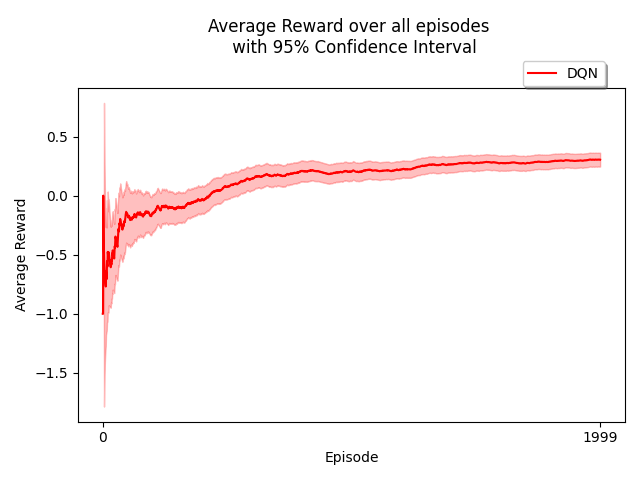 Average Reward over all episodes
with 95% Confidence Interval
DQN
0.5
0.0
−0.5
−1.0
−1.5
Average Reward
0
1999
Episode